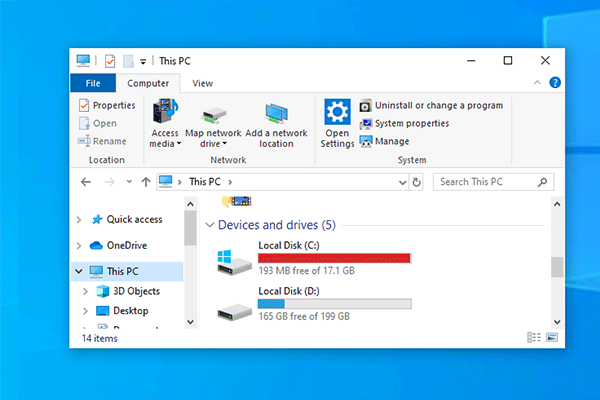 This PC
File Computer View
Properties
Open
Rename
Location
Access media
Map network drive
Add a network location
Network
Open Settings
Uninstall or change a program
System properties
Manage
System
This PC
Search This PC
Quick access
OneDrive
This PC
3D Objects
Desktop
Devices and drives (5)
Local Disk (C:)
193 MB free of 17.1 GB
Local Disk (D:)
165 GB free of 199 GB
14 items